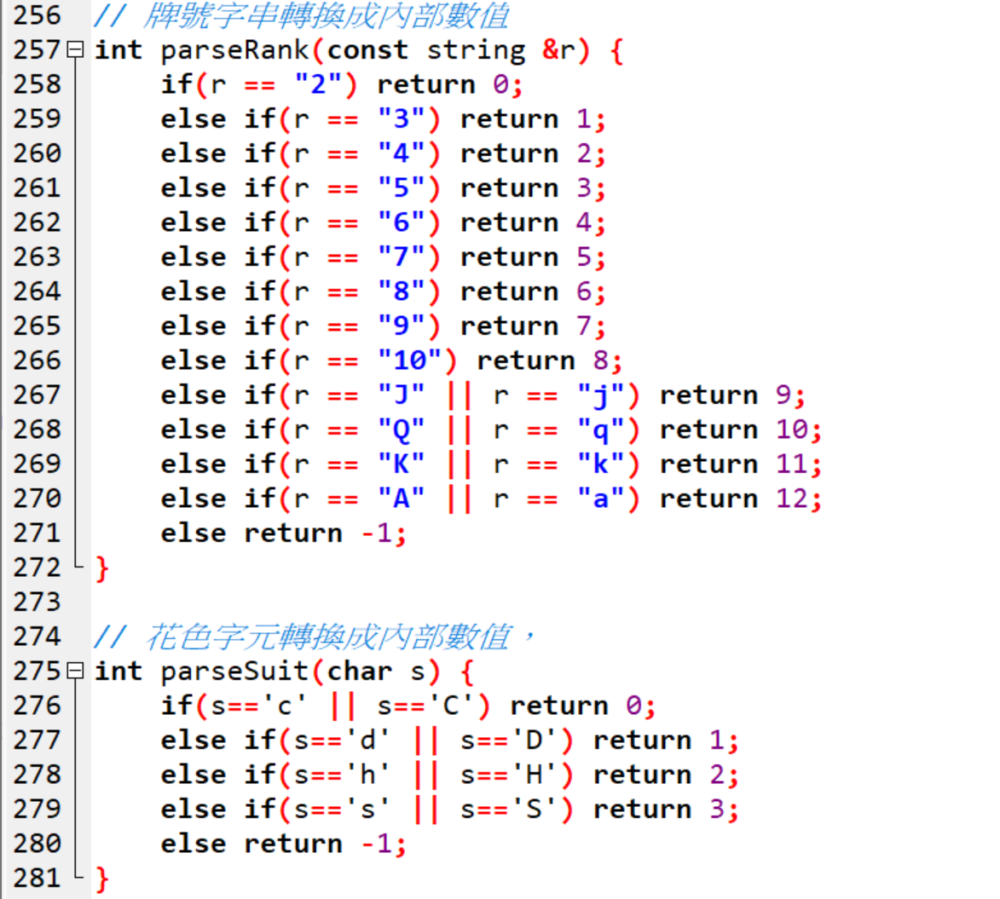 256 // 牌號字串轉換成內部數值
257 int parseRank(const string &r) {
258     if(r == "2") return 0;
259     else if(r == "3") return 1;
260     else if(r == "4") return 2;
261     else if(r == "5") return 3;
262     else if(r == "6") return 4;
263     else if(r == "7") return 5;
264     else if(r == "8") return 6;
265     else if(r == "9") return 7;
266     else if(r == "10") return 8;
267     else if(r == "J" || r == "j") return 9;
268     else if(r == "Q" || r == "q") return 10;
269     else if(r == "K" || r == "k") return 11;
270     else if(r == "A" || r == "a") return 12;
271     else return -1;
272 }
273
274 // 花色字元轉換成內部數值，
275 int parseSuit(char s) {
276     if(s=='c' || s=='C') return 0;
277     else if(s=='d' || s=='D') return 1;
278     else if(s=='h' || s=='H') return 2;
279     else if(s=='s' || s=='S') return 3;
280     else return -1;
281 }